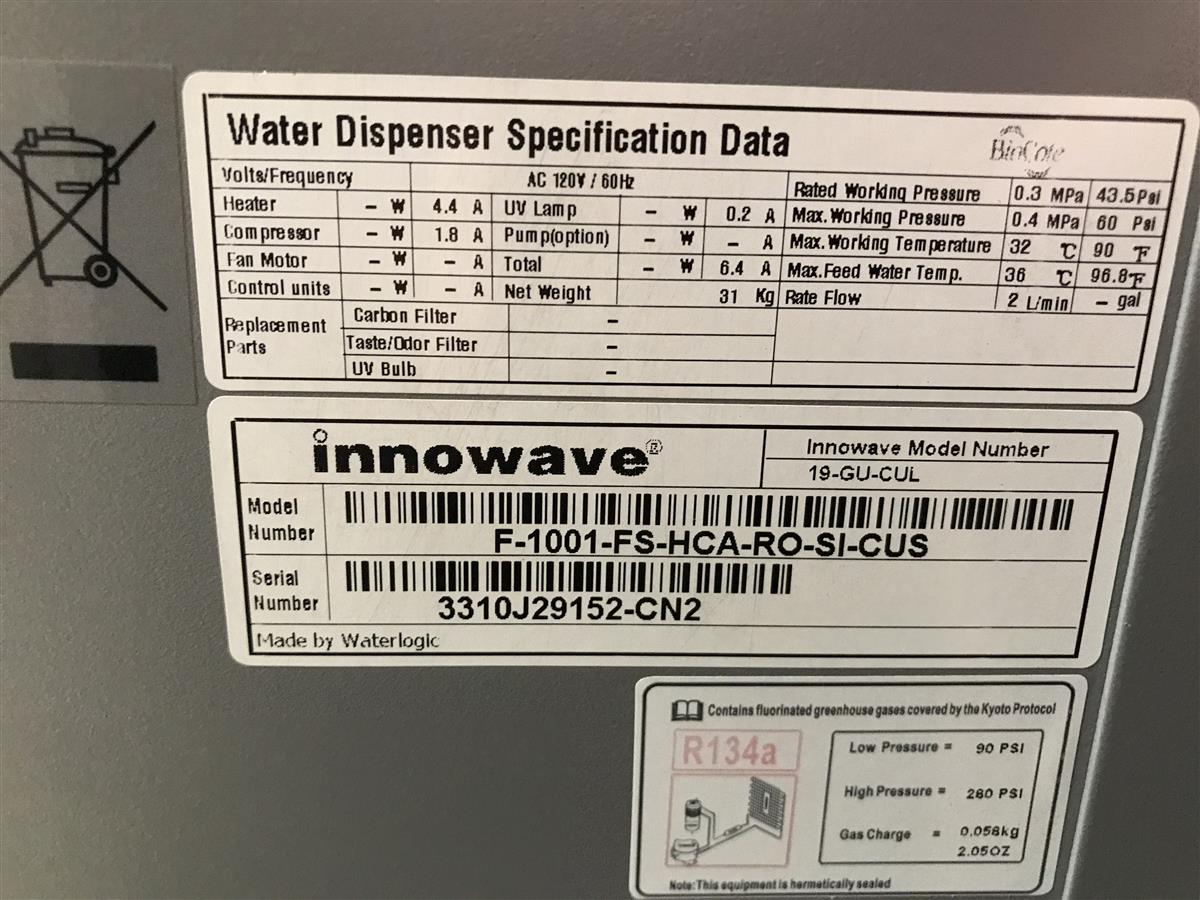 Water Dispenser Specification Data
BioCote
Volts/Frequency AC 120V / 60Hz Rated Working Pressure 0.3 MPa 43.5 Psi
Heater – W 4.4 A UV Lamp – W 0.2 A Max. Working Pressure 0.4 MPa 60 Psi
Compressor – W 1.8 A Pump(option) – W – A Max. Working Temperature 32 ℃ 90 ℉
Fan Motor – W – A Total – W 6.4 A Max.Feed Water Temp. 36 ℃ 96.8℉
Control units – W – A Net Weight 31 Kg Rate Flow 2 L/min – gal
Replacement Parts
Carbon Filter –
Taste/Odor Filter –
UV Bulb –
innowave®
Innowave Model Number
19-GU-CUL
Model Number
F-1001-FS-HCA-RO-SI-CUS
Serial Number
3310J29152-CN2
Made by Waterlogic
Contains fluorinated greenhouse gases covered by the Kyoto Protocol
R134a
Low Pressure = 90 PSI
High Pressure = 260 PSI
Gas Charge = 0.058kg
2.05OZ
Note:This equipment is hermetically sealed